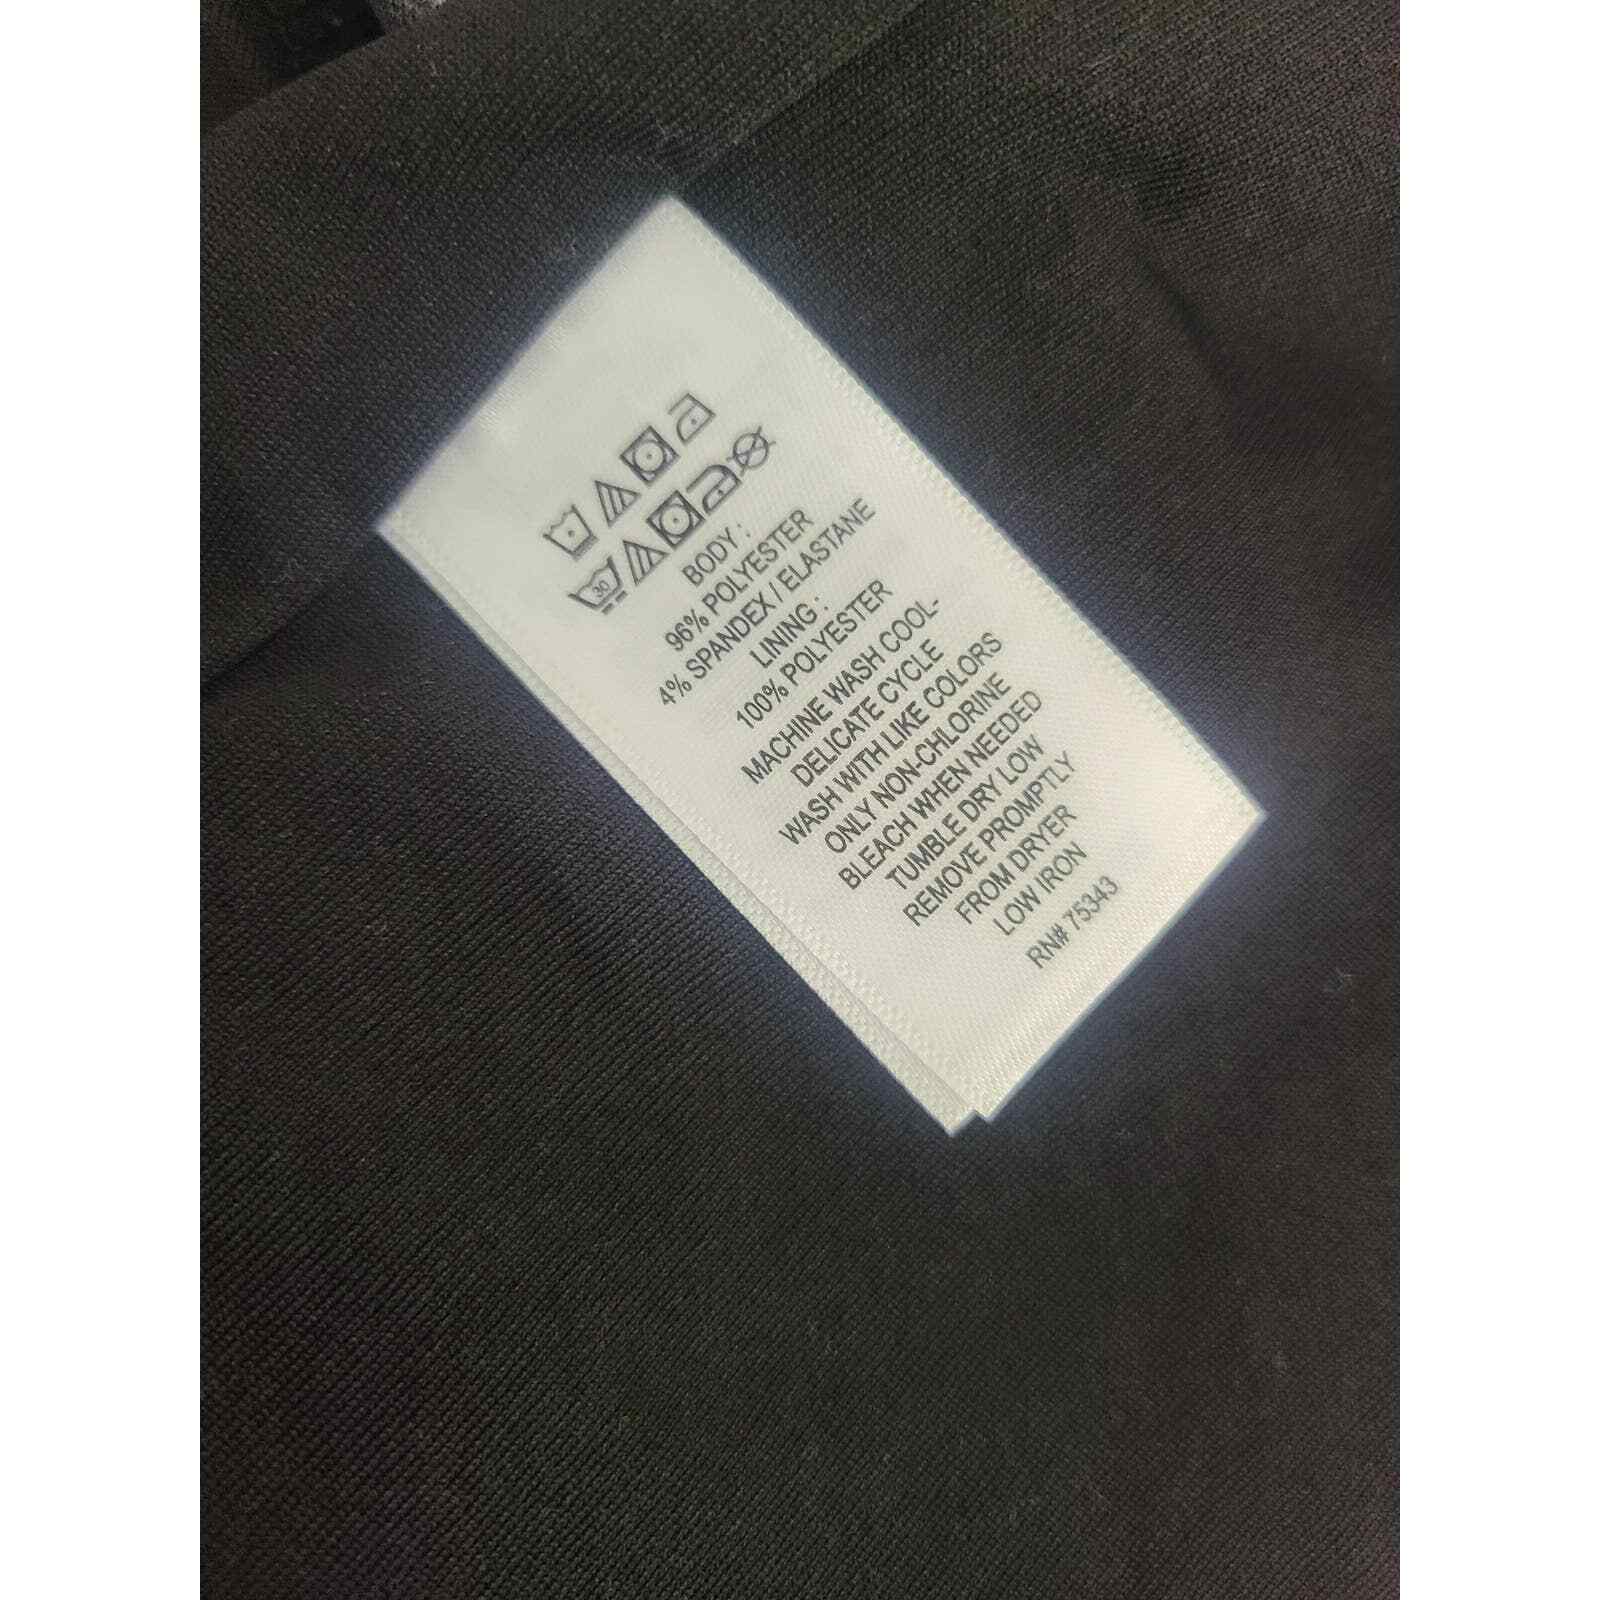 30
BODY :
96% POLYESTER
4% SPANDEX / ELASTANE
LINING :
100% POLYESTER
MACHINE WASH COOL-
DELICATE CYCLE
WASH WITH LIKE COLORS
ONLY NON-CHLORINE
BLEACH WHEN NEEDED
TUMBLE DRY LOW
REMOVE PROMPTLY
FROM DRYER
LOW IRON
RN# 75343